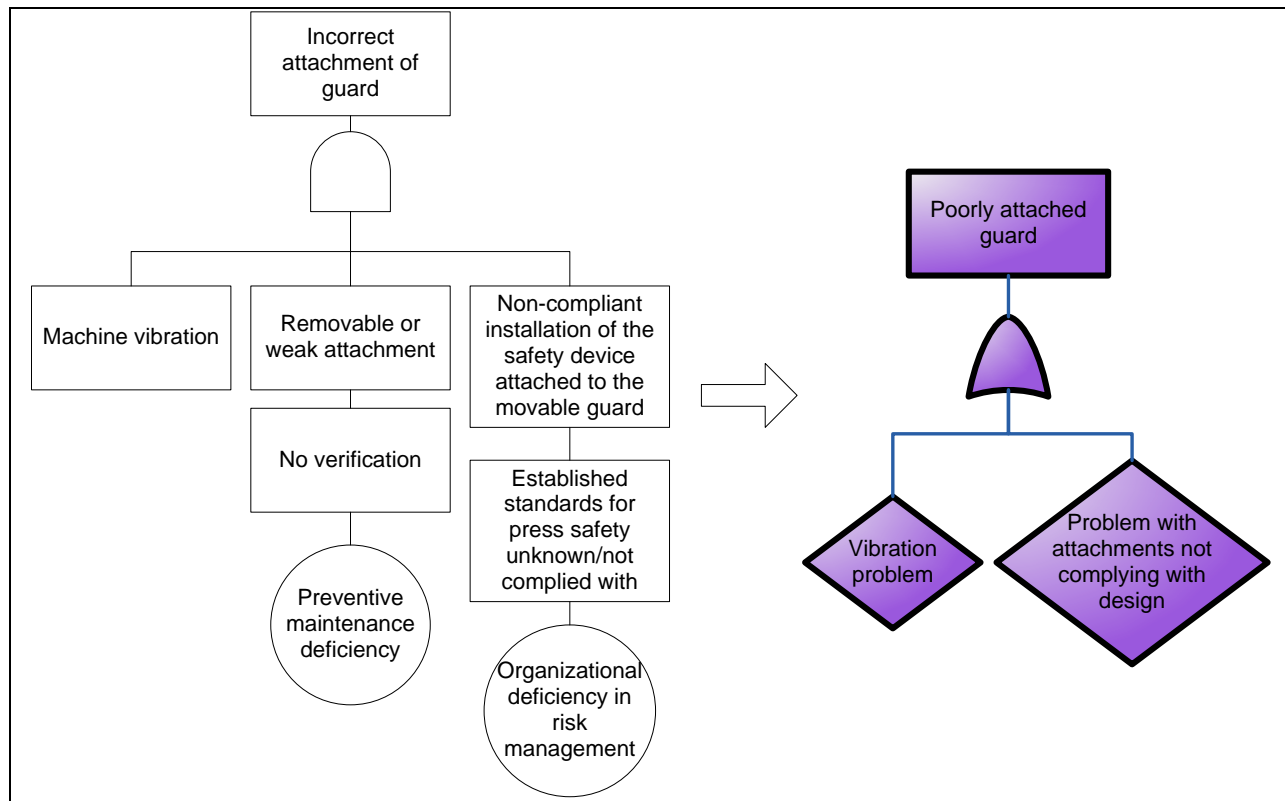 Incorrect
attachment of
guard
Machine vibration
Removable or
weak attachment
Non-compliant
installation of the
safety device
attached to the
movable guard
No verification
Established
standards for
press safety
unknown/not
complied with
Preventive
maintenance
deficiency
Organizational
deficiency in
risk
management
Poorly attached
guard
Vibration
problem
Problem with
attachments not
complying with
design